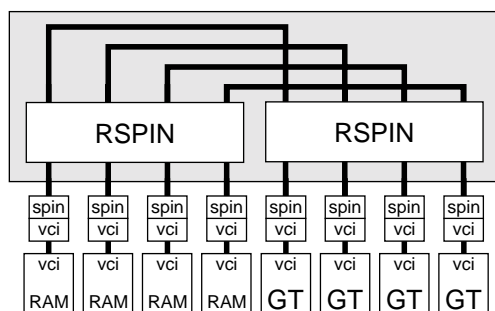 RSPIN RSPIN
spin spin spin spin spin spin spin spin
vci vci vci vci vci vci vci vci
vci vci vci vci vci vci vci vci
RAM RAM RAM RAM GT GT GT GT